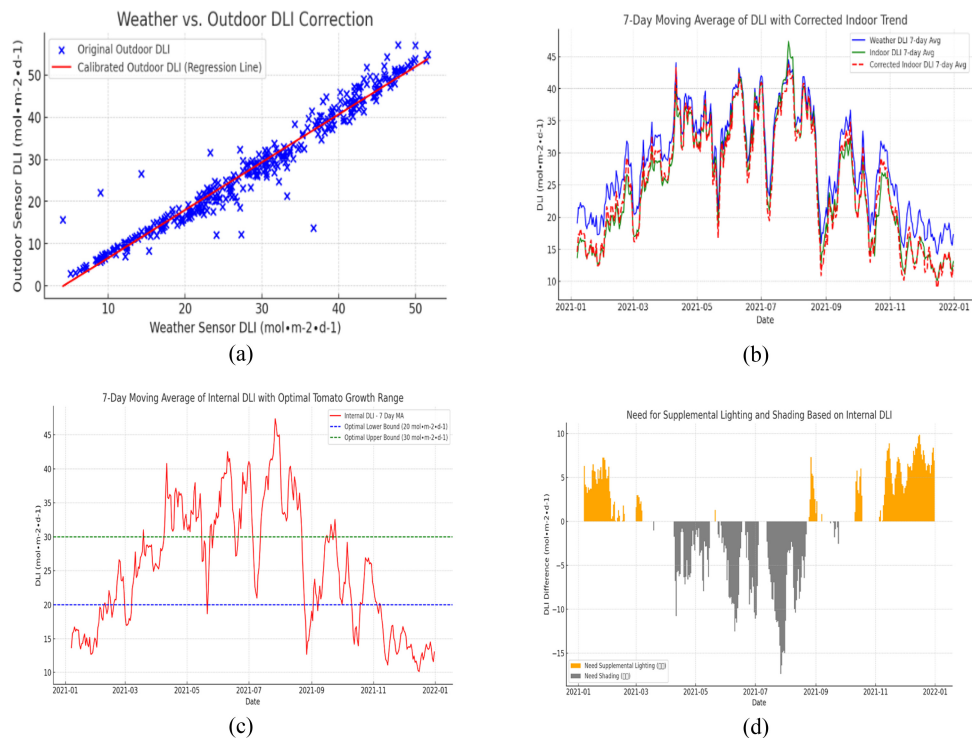 Weather vs. Outdoor DLI Correction
Outdoor Sensor DLI (mol•m-2•d-1)
50
40
30
20
10
0
Original Outdoor DLI
Calibrated Outdoor DLI (Regression Line)
10 20 30 40 50
Weather Sensor DLI (mol•m-2•d-1)
(a)
7-Day Moving Average of DLI with Corrected Indoor Trend
DLI (mol•m-2•d-1)
45
40
35
30
25
20
15
10
Weather DLI 7-day Avg
Indoor DLI 7-day Avg
Corrected Indoor DLI 7-day Avg
2021-01 2021-03 2021-05 2021-07 2021-09 2021-11 2022-01
Date
(b)
7-Day Moving Average of Internal DLI with Optimal Tomato Growth Range
DLI (mol•m-2•d-1)
45
40
35
30
25
20
15
10
Internal DLI - 7 Day MA
Optimal Lower Bound (20 mol•m-2•d-1)
Optimal Upper Bound (30 mol•m-2•d-1)
2021-01 2021-03 2021-05 2021-07 2021-09 2021-11 2022-01
Date
(c)
Need for Supplemental Lighting and Shading Based on Internal DLI
DLI Difference (mol•m-2•d-1)
10
5
0
−5
−10
−15
Need Supplemental Lighting (□□)
Need Shading (□□)
2021-01 2021-03 2021-05 2021-07 2021-09 2021-11 2022-01
Date
(d)